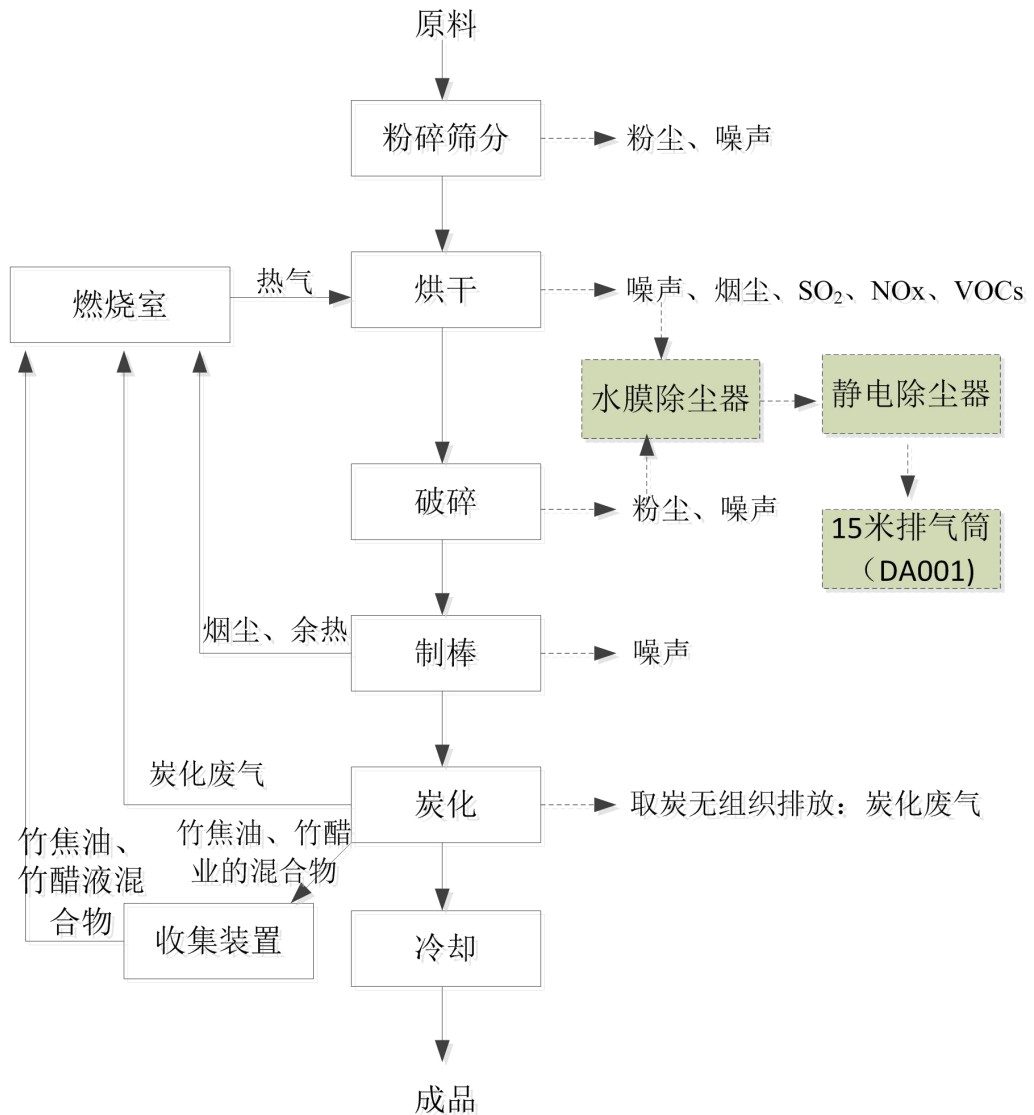 原料
粉碎筛分
粉尘、噪声
燃烧室
热气
烘干
噪声、烟尘、SO₂、NOx、VOCs
水膜除尘器
静电除尘器
破碎
粉尘、噪声
15米排气筒
（DA001)
烟尘、余热
制棒
噪声
炭化废气
炭化
取炭无组织排放：炭化废气
竹焦油、
竹醋液混
合物
竹焦油、竹醋
业的混合物
收集装置
冷却
成品